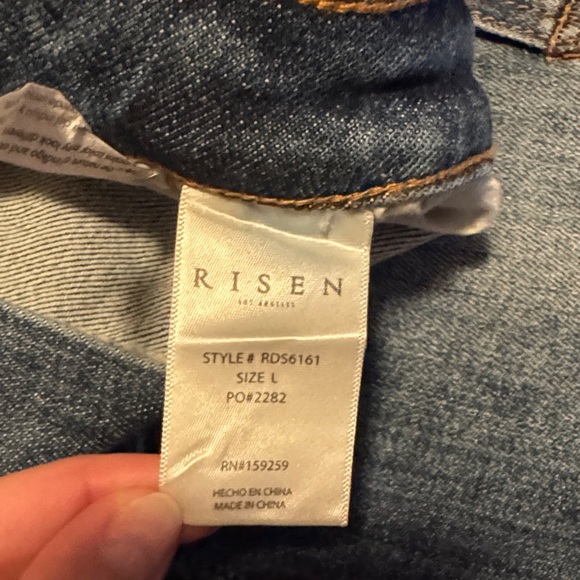 RISEN
LOS ANGELES
STYLE# RDS6161
SIZE L
PO#2282
RN#159259
HECHO EN CHINA
MADE IN CHINA